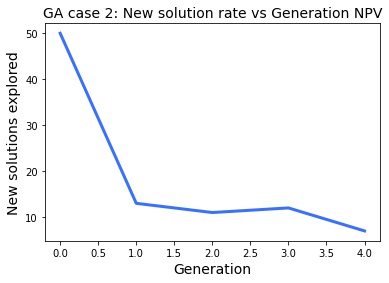 GA case 2: New solution rate vs Generation NPV
New solutions explored
50
40
30
20
10
0.0 0.5 1.0 1.5 2.0 2.5 3.0 3.5 4.0
Generation